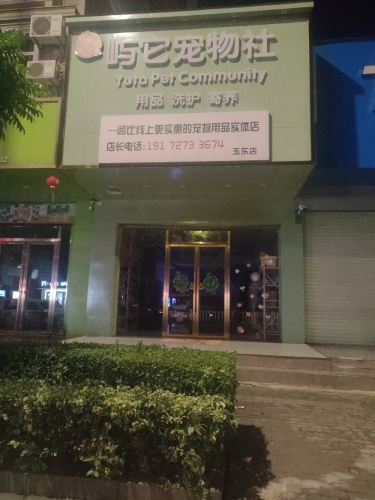 屿它宠物社
Yuta Pet Community
用品 洗护 寄养
一间比线上更实惠的宠物用品实体店
店长电话:191 7273 3674
玉东店